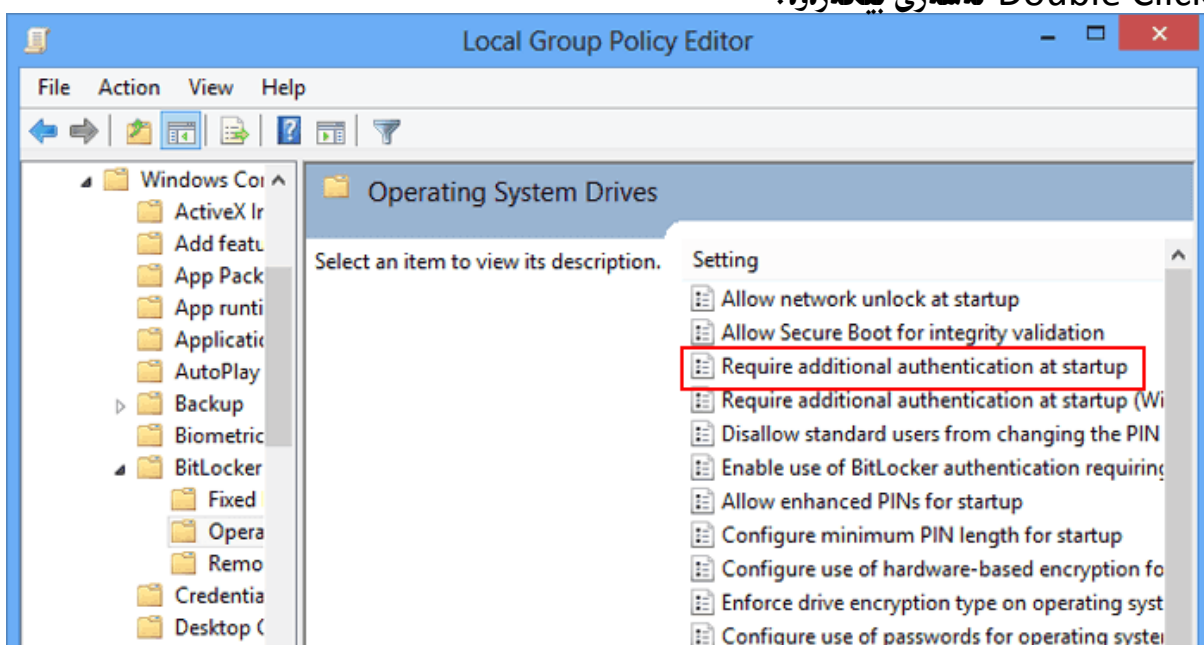 Double Click
Local Group Policy Editor
File Action View Help
Windows Co
ActiveX Ir
Add featu
App Pack
App runti
Applicatic
AutoPlay
Backup
Biometric
BitLocker
Fixed
Opera
Remo
Credentia
Desktop
Operating System Drives
Select an item to view its description.
Setting
Allow network unlock at startup
Allow Secure Boot for integrity validation
Require additional authentication at startup
Require additional authentication at startup (Wi
Disallow standard users from changing the PIN
Enable use of BitLocker authentication requiring
Allow enhanced PINs for startup
Configure minimum PIN length for startup
Configure use of hardware-based encryption fo
Enforce drive encryption type on operating syst
Configure use of passwords for operating syste